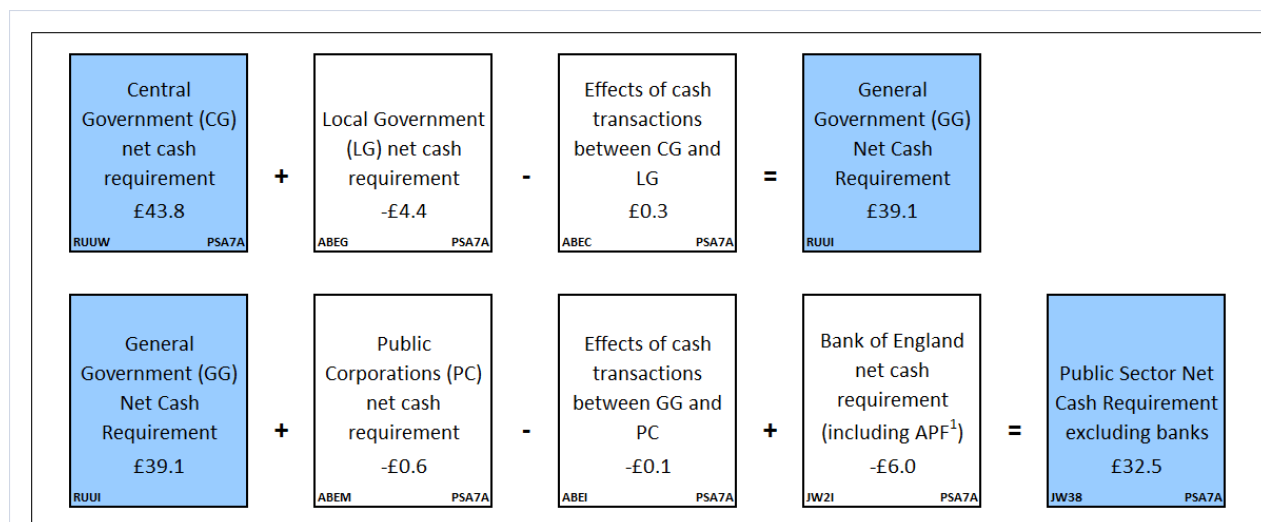 Central
Government (CG)
net cash
requirement
£43.8
RUUW PSA7A
+
Local Government
(LG) net cash
requirement
-£4.4
ABEG PSA7A
-
Effects of cash
transactions
between CG and
LG
£0.3
ABEC PSA7A
=
General
Government (GG)
Net Cash
Requirement
£39.1
RUUI
General
Government (GG)
Net Cash
Requirement
£39.1
RUUI
+
Public
Corporations (PC)
net cash
requirement
-£0.6
ABEM PSA7A
-
Effects of cash
transactions
between GG and
PC
-£0.1
ABEI PSA7A
+
Bank of England
net cash
requirement
(including APF¹)
-£6.0
JW2I PSA7A
=
Public Sector Net
Cash Requirement
excluding banks
£32.5
JW38 PSA7A